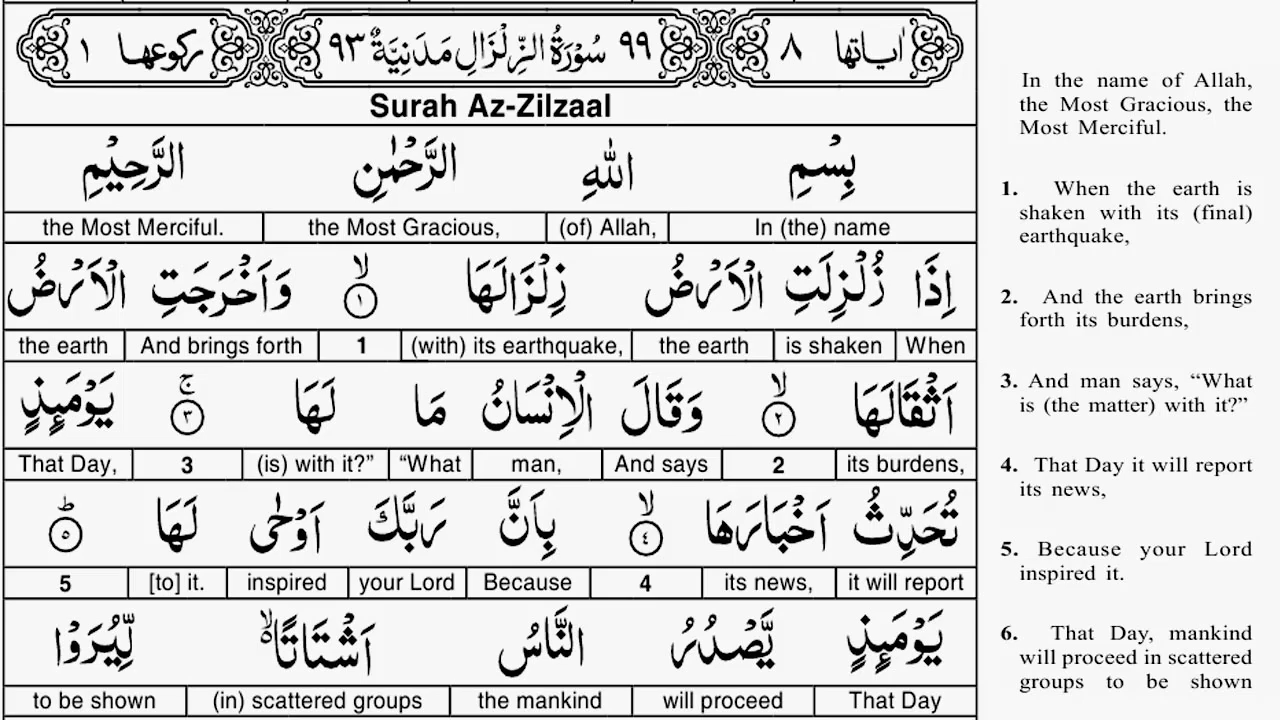 اٰيَاتُهَا ٨ ٩٩ سُوْرَةُ الزِّلْزَالِ مَدَنِيَّةٌ ٩٣ رُكُوْعُهَا ١
Surah Az-Zilzaal
بِسْمِ اللّٰهِ الرَّحْمٰنِ الرَّحِيْمِ
the Most Merciful. the Most Gracious, (of) Allah, In (the) name
اِذَا زُلْزِلَتِ الْاَرْضُ زِلْزَالَهَا ۙ ١ وَاَخْرَجَتِ الْاَرْضُ
the earth And brings forth 1 (with) its earthquake, the earth is shaken When
اَثْقَالَهَا ۙ ٢ وَقَالَ الْاِنْسَانُ مَا لَهَا ۚ ٣ يَوْمَئِذٍ
That Day, 3 (is) with it?” “What man, And says 2 its burdens,
تُحَدِّثُ اَخْبَارَهَا ۙ ٤ بِاَنَّ رَبَّكَ اَوْحٰى لَهَا ؕ ٥
5 [to] it. inspired your Lord Because 4 its news, it will report
يَوْمَئِذٍ يَّصْدُرُ النَّاسُ اَشْتَاتًا ۙ لِّيُرَوْا
to be shown (in) scattered groups the mankind will proceed That Day
In the name of Allah,
the Most Gracious, the
Most Merciful.
1. When the earth is
shaken with its (final)
earthquake,
2. And the earth brings
forth its burdens,
3. And man says, “What
is (the matter) with it?”
4. That Day it will report
its news,
5. Because your Lord
inspired it.
6. That Day, mankind
will proceed in scattered
groups to be shown